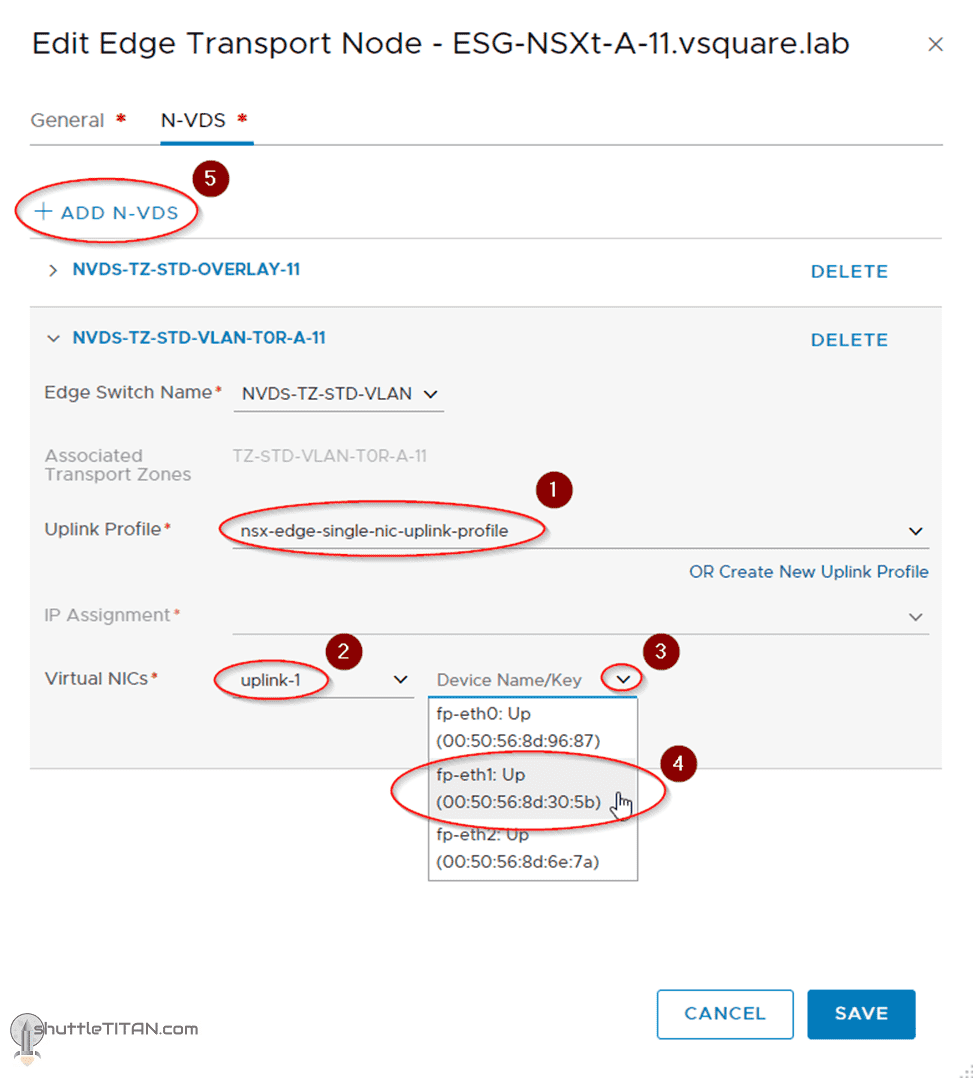 Edit Edge Transport Node - ESG-NSXt-A-11.vsquare.lab
General * N-VDS *
5
+ ADD N-VDS
NVDS-TZ-STD-OVERLAY-11 DELETE
NVDS-TZ-STD-VLAN-T0R-A-11 DELETE
Edge Switch Name* NVDS-TZ-STD-VLAN
Associated
Transport Zones TZ-STD-VLAN-T0R-A-11
1
Uplink Profile* nsx-edge-single-nic-uplink-profile
OR Create New Uplink Profile
IP Assignment*
2 3
Virtual NICs* uplink-1 Device Name/Key
fp-eth0: Up
(00:50:56:8d:96:87)
4
fp-eth1: Up
(00:50:56:8d:30:5b)
fp-eth2: Up
(00:50:56:8d:6e:7a)
CANCEL SAVE
shuttleTITAN.com